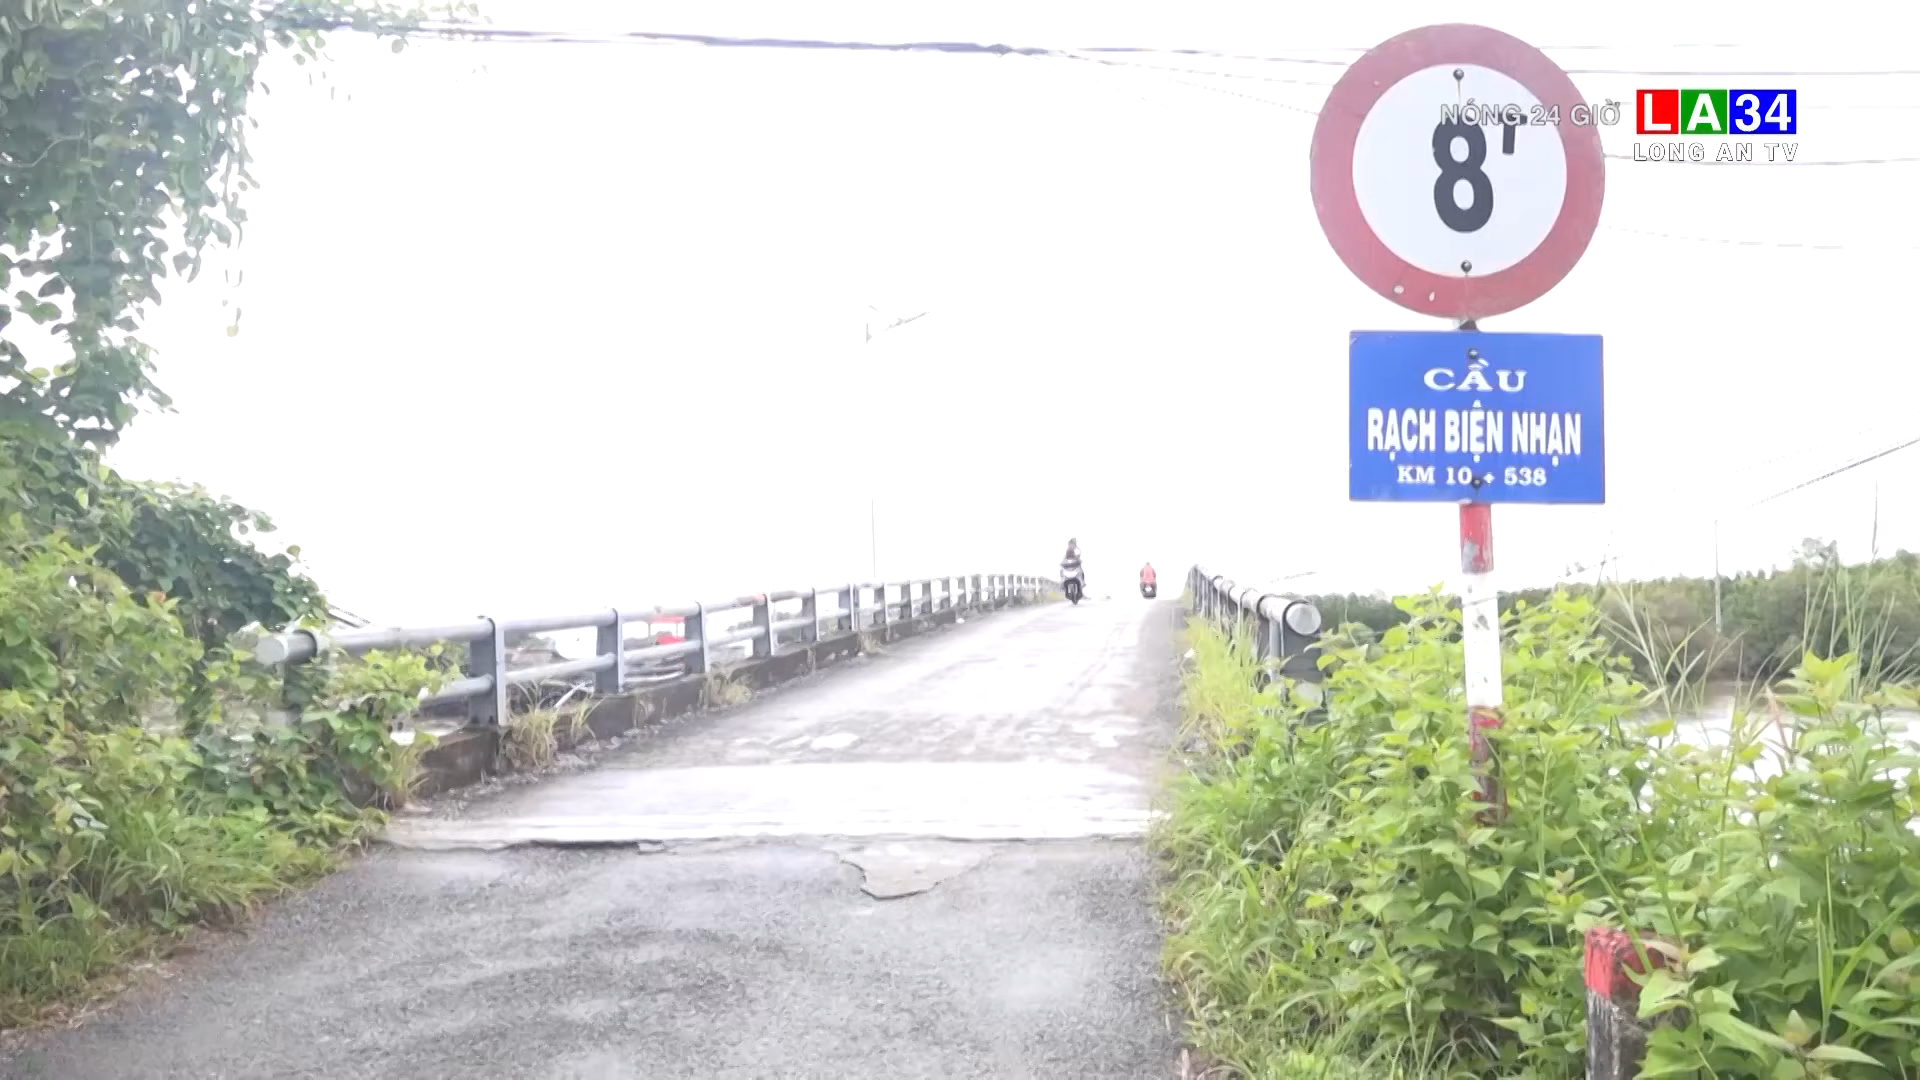 NÓNG 24 GIỜ
LA34
LONG AN TV
8T
CẦU
RẠCH BIỆN NHẠN
KM 10 + 538